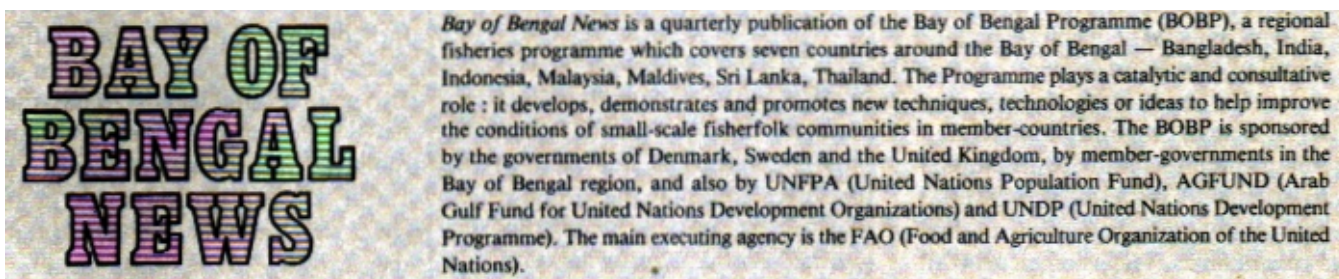 BAY OF
BENGAL
NEWS
Bay of Bengal News is a quarterly publication of the Bay of Bengal Programme (BOBP), a regional
fisheries programme which covers seven countries around the Bay of Bengal — Bangladesh, India,
Indonesia, Malaysia, Maldives, Sri Lanka, Thailand. The Programme plays a catalytic and consultative
role : it develops, demonstrates and promotes new techniques, technologies or ideas to help improve
the conditions of small-scale fisherfolk communities in member-countries. The BOBP is sponsored
by the governments of Denmark, Sweden and the United Kingdom, by member-governments in the
Bay of Bengal region, and also by UNFPA (United Nations Population Fund), AGFUND (Arab
Gulf Fund for United Nations Development Organizations) and UNDP (United Nations Development
Programme). The main executing agency is the FAO (Food and Agriculture Organization of the United
Nations).